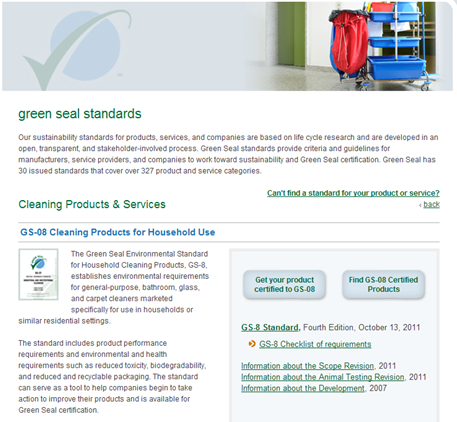 green seal standards
Our sustainability standards for products, services, and companies are based on life cycle research and are developed in an
open, transparent, and stakeholder-involved process. Green Seal standards provide criteria and guidelines for
manufacturers, service providers, and companies to work toward sustainability and Green Seal certification. Green Seal has
30 issued standards that cover over 327 product and service categories.
Can't find a standard for your product or service?
‹ back
Cleaning Products & Services
GS-08 Cleaning Products for Household Use
The Green Seal Environmental Standard
for Household Cleaning Products, GS-8,
establishes environmental requirements
for general-purpose, bathroom, glass,
and carpet cleaners marketed
specifically for use in households or
similar residential settings.
The standard includes product performance
requirements and environmental and health
requirements such as reduced toxicity, biodegradability,
and reduced and recyclable packaging. The standard
can serve as a tool to help companies begin to take
action to improve their products and is available for
Green Seal certification.
Get your product
certified to GS-08
Find GS-08 Certified
Products
GS-8 Standard, Fourth Edition, October 13, 2011
GS-8 Checklist of requirements
Information about the Scope Revision, 2011
Information about the Animal Testing Revision, 2011
Information about the Development, 2007